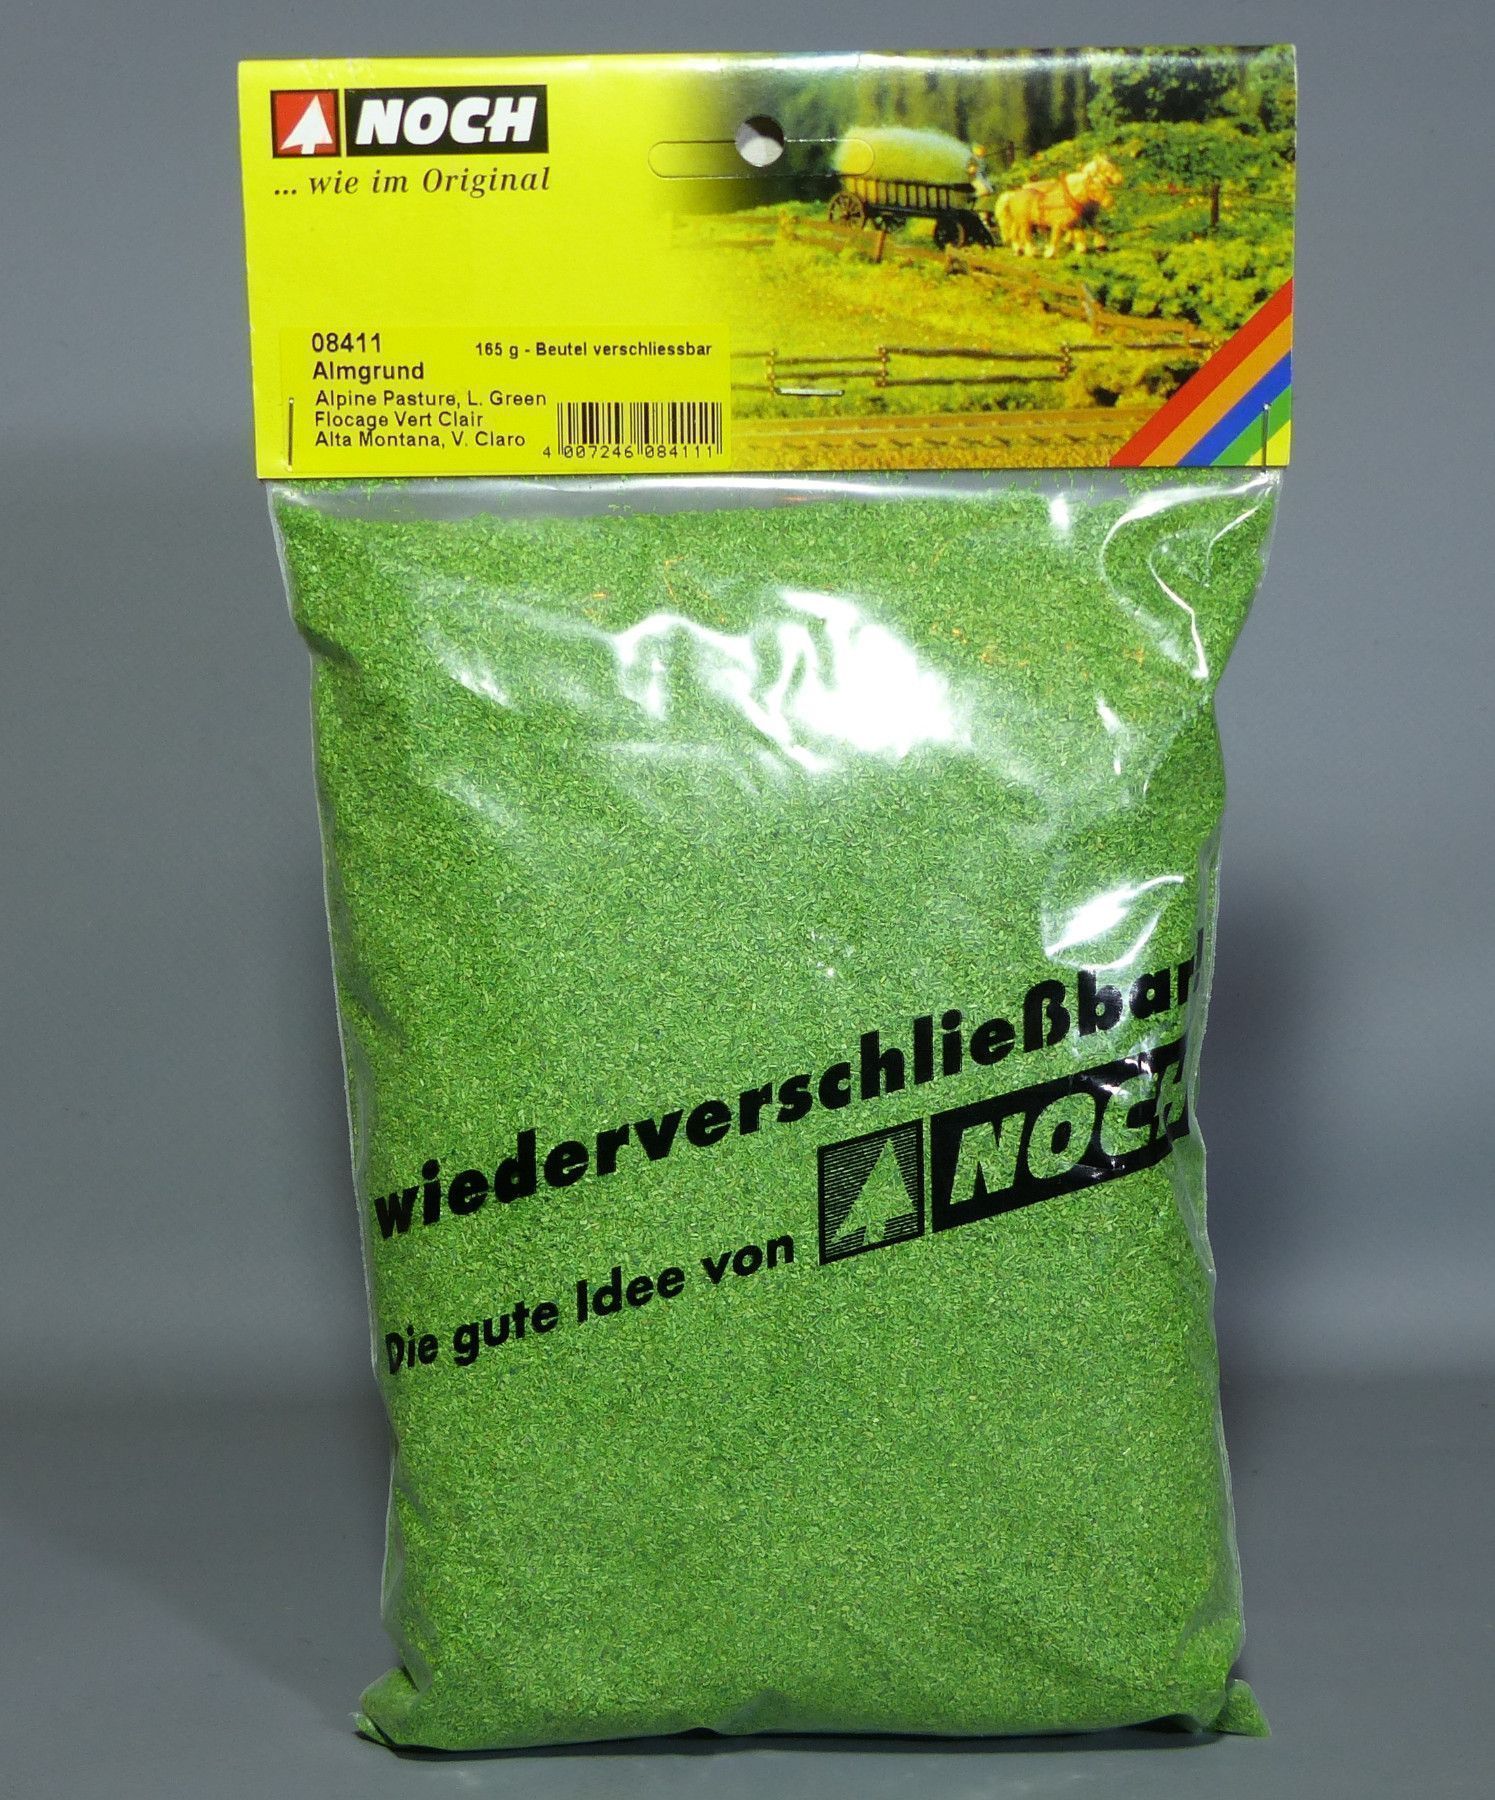 NOCH
... wie im Original
08411
165 g - Beutel verschliessbar
Almgrund
Alpine Pasture, L. Green
Flocage Vert Clair
Alta Montana, V. Claro
4 007246 084111
wiederverschließbar!
Die gute Idee von NOCH